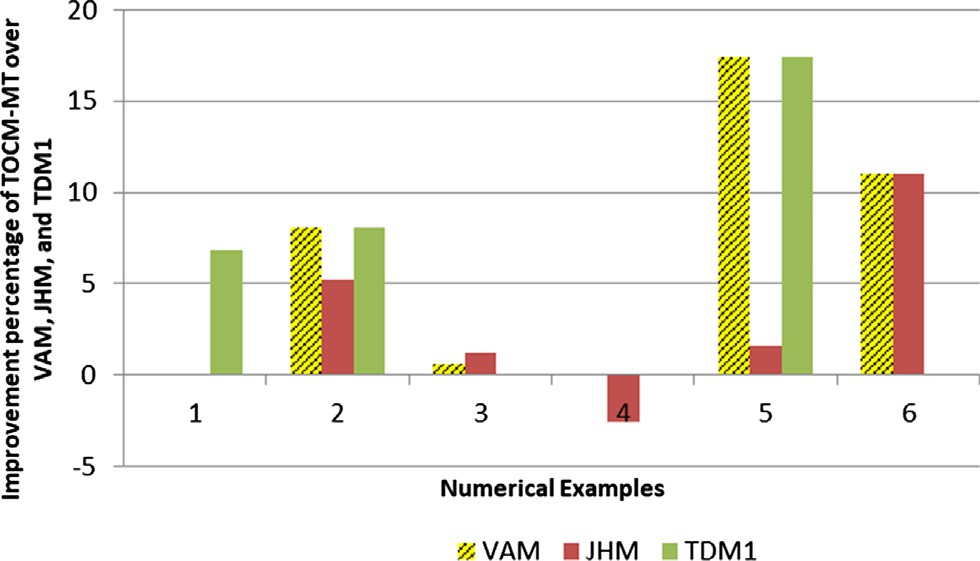 Improvement percentage of TOCM-MT over
VAM, JHM, and TDM1
20
15
10
5
0
-5
1 2 3 4 5 6
Numerical Examples
VAM JHM TDM1